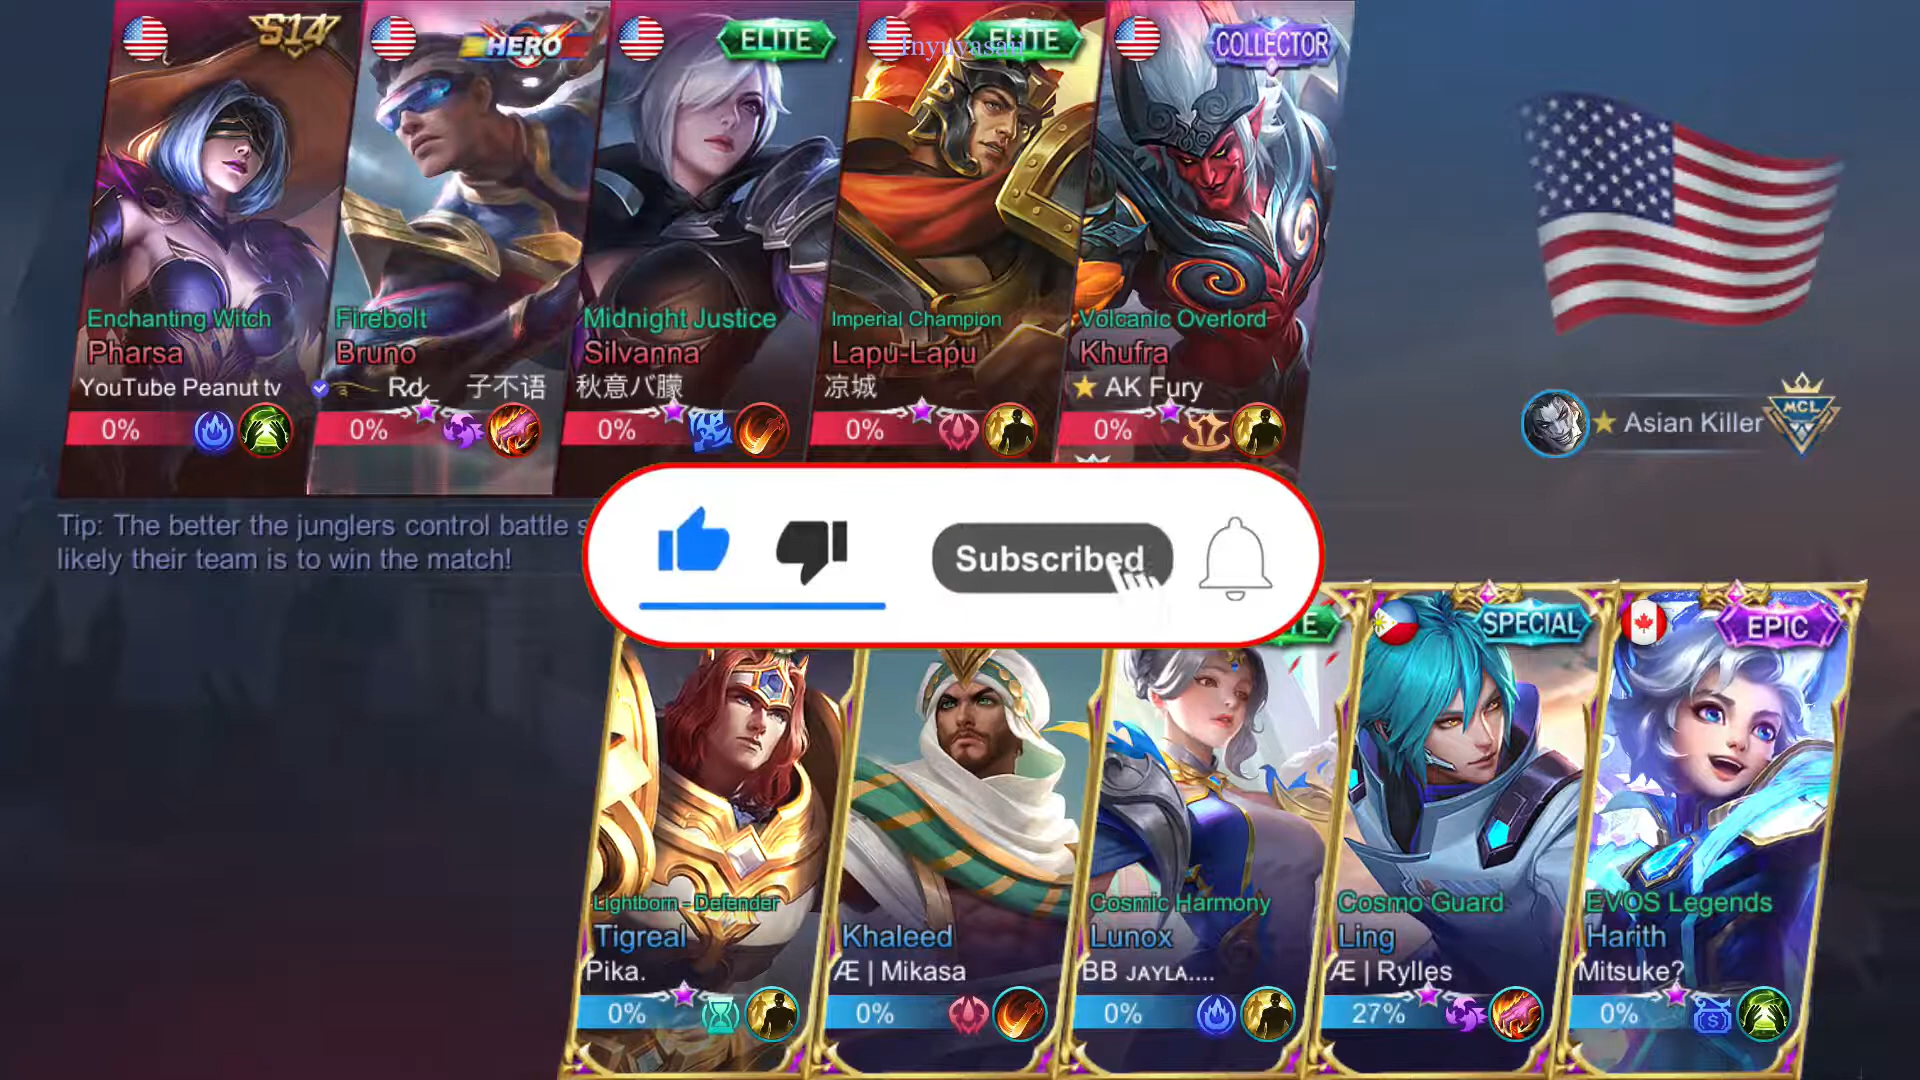 S14
HERO
ELITE
ELITE
Inyuyasau
COLLECTOR
Enchanting Witch
Pharsa
YouTube Peanut tv
0%
Firebolt
Bruno
Rd 子不语
0%
Midnight Justice
Silvanna
秋意バ朦
0%
Imperial Champion
Lapu-Lapu
凉城
0%
Volcanic Overlord
Khufra
AK Fury
0%
Asian Killer
MCL
Tip: The better the junglers control battle s
likely their team is to win the match!
Subscribed
TE
SPECIAL
EPIC
Lightborn - Defender
Tigreal
Pika.
0%
Khaleed
Æ | Mikasa
0%
Cosmic Harmony
Lunox
BB ᴊᴀʏʟᴀ....
0%
Cosmo Guard
Ling
Æ | Rylles
27%
EVOS Legends
Harith
Mitsuke?
0%